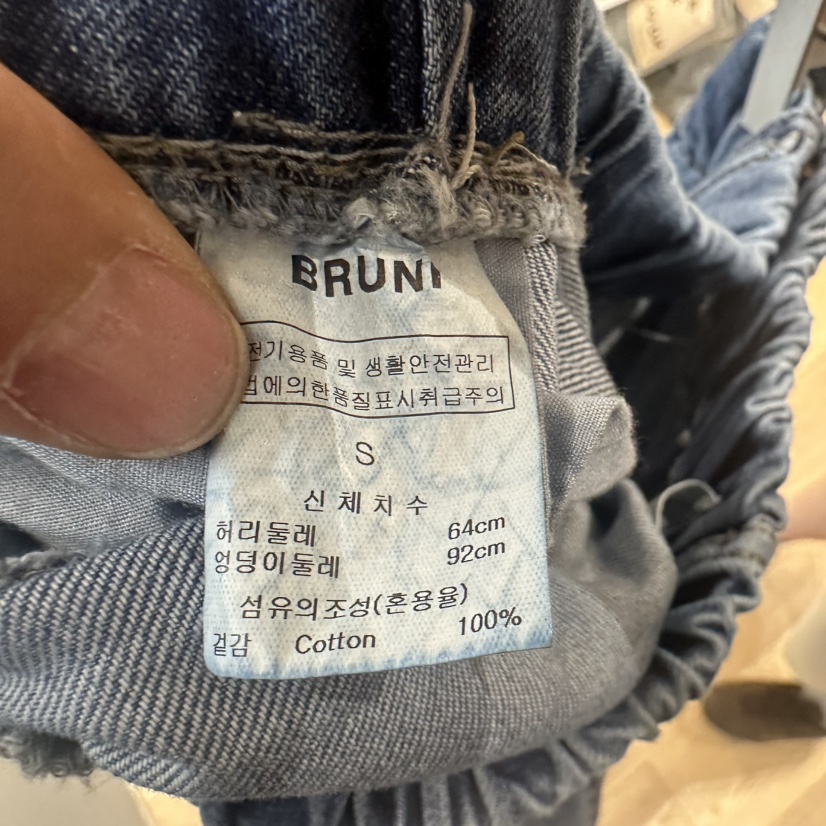 BRUNI
전기용품 및 생활안전관리
법에의한품질표시취급주의
S
신체치수
허리둘레 64cm
엉덩이둘레 92cm
섬유의조성(혼용율)
겉감 Cotton 100%